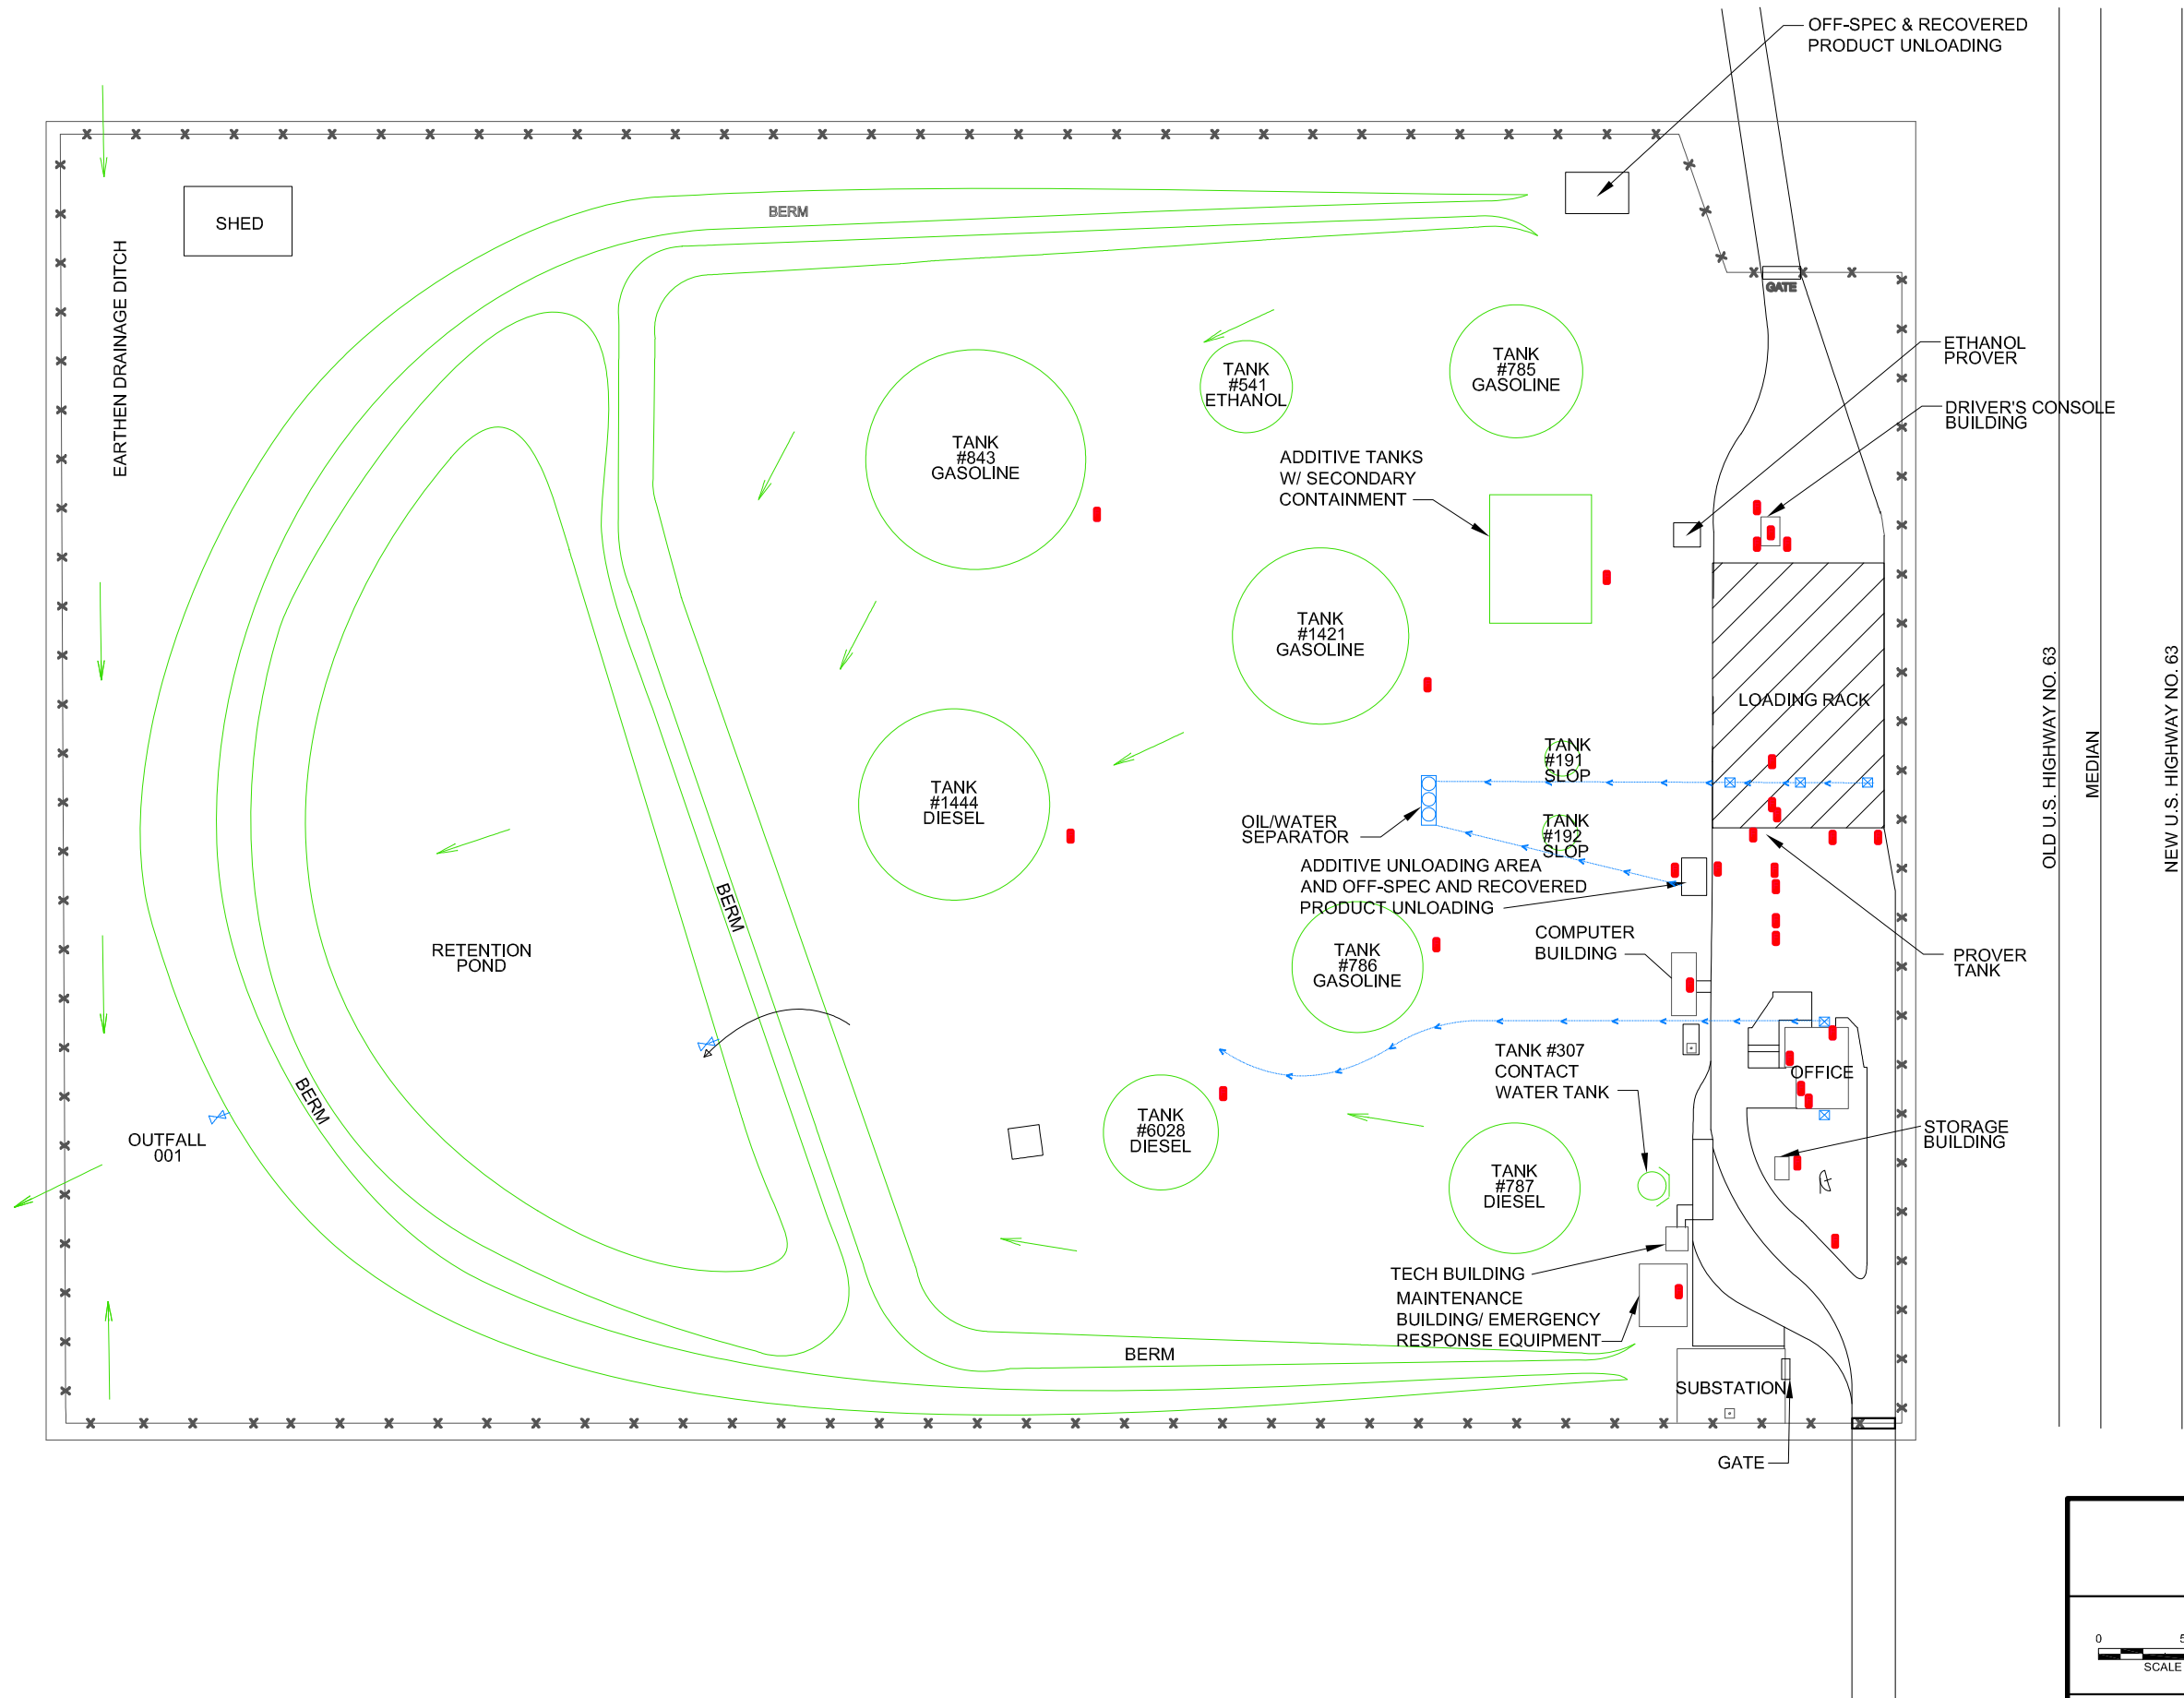 OFF-SPEC & RECOVERED
PRODUCT UNLOADING
SHED
BERM
EARTHEN DRAINAGE DITCH
GATE
ETHANOL
PROVER
DRIVER'S CONSOLE
BUILDING
TANK
#785
GASOLINE
TANK
#541
ETHANOL
TANK
#843
GASOLINE
ADDITIVE TANKS
W/ SECONDARY
CONTAINMENT
TANK
#1421
GASOLINE
LOADING RACK
OLD U.S. HIGHWAY NO. 63
MEDIAN
NEW U.S. HIGHWAY NO. 63
TANK
#191
SLOP
TANK
#1444
DIESEL
OIL/WATER
SEPARATOR
TANK
#192
SLOP
ADDITIVE UNLOADING AREA
AND OFF-SPEC AND RECOVERED
PRODUCT UNLOADING
BERM
RETENTION
POND
TANK
#786
GASOLINE
COMPUTER
BUILDING
PROVER
TANK
TANK #307
CONTACT
WATER TANK
OFFICE
BERM
OUTFALL
001
TANK
#6028
DIESEL
STORAGE
BUILDING
TANK
#787
DIESEL
TECH BUILDING
MAINTENANCE
BUILDING/ EMERGENCY
RESPONSE EQUIPMENT
BERM
SUBSTATION
GATE
0
5
SCALE